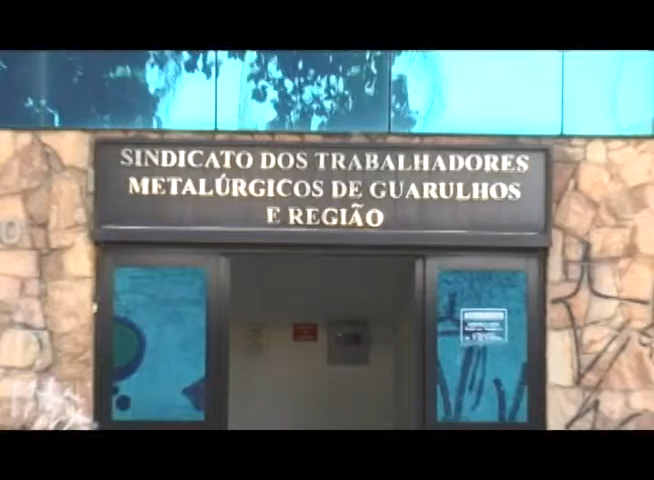 SINDICATO DOS TRABALHADORES
METALÚRGICOS DE GUARULHOS
E REGIÃO